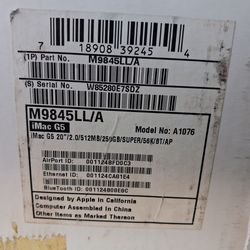 7 18908 39245 4
(1P) Part No. M9845LL/A
(S) Serial No. W85280E7SDZ
M9845LL/A
iMac G5
Model No: A1076
iMac G5 20"/2.0/512MB/250GB/SUPER/56K/BT/AP
AirPort ID:
Ethernet ID: 001124CA61E4
BlueTooth ID:
Designed by Apple in California
Computer Assembled in China
Other Items as Marked Thereon